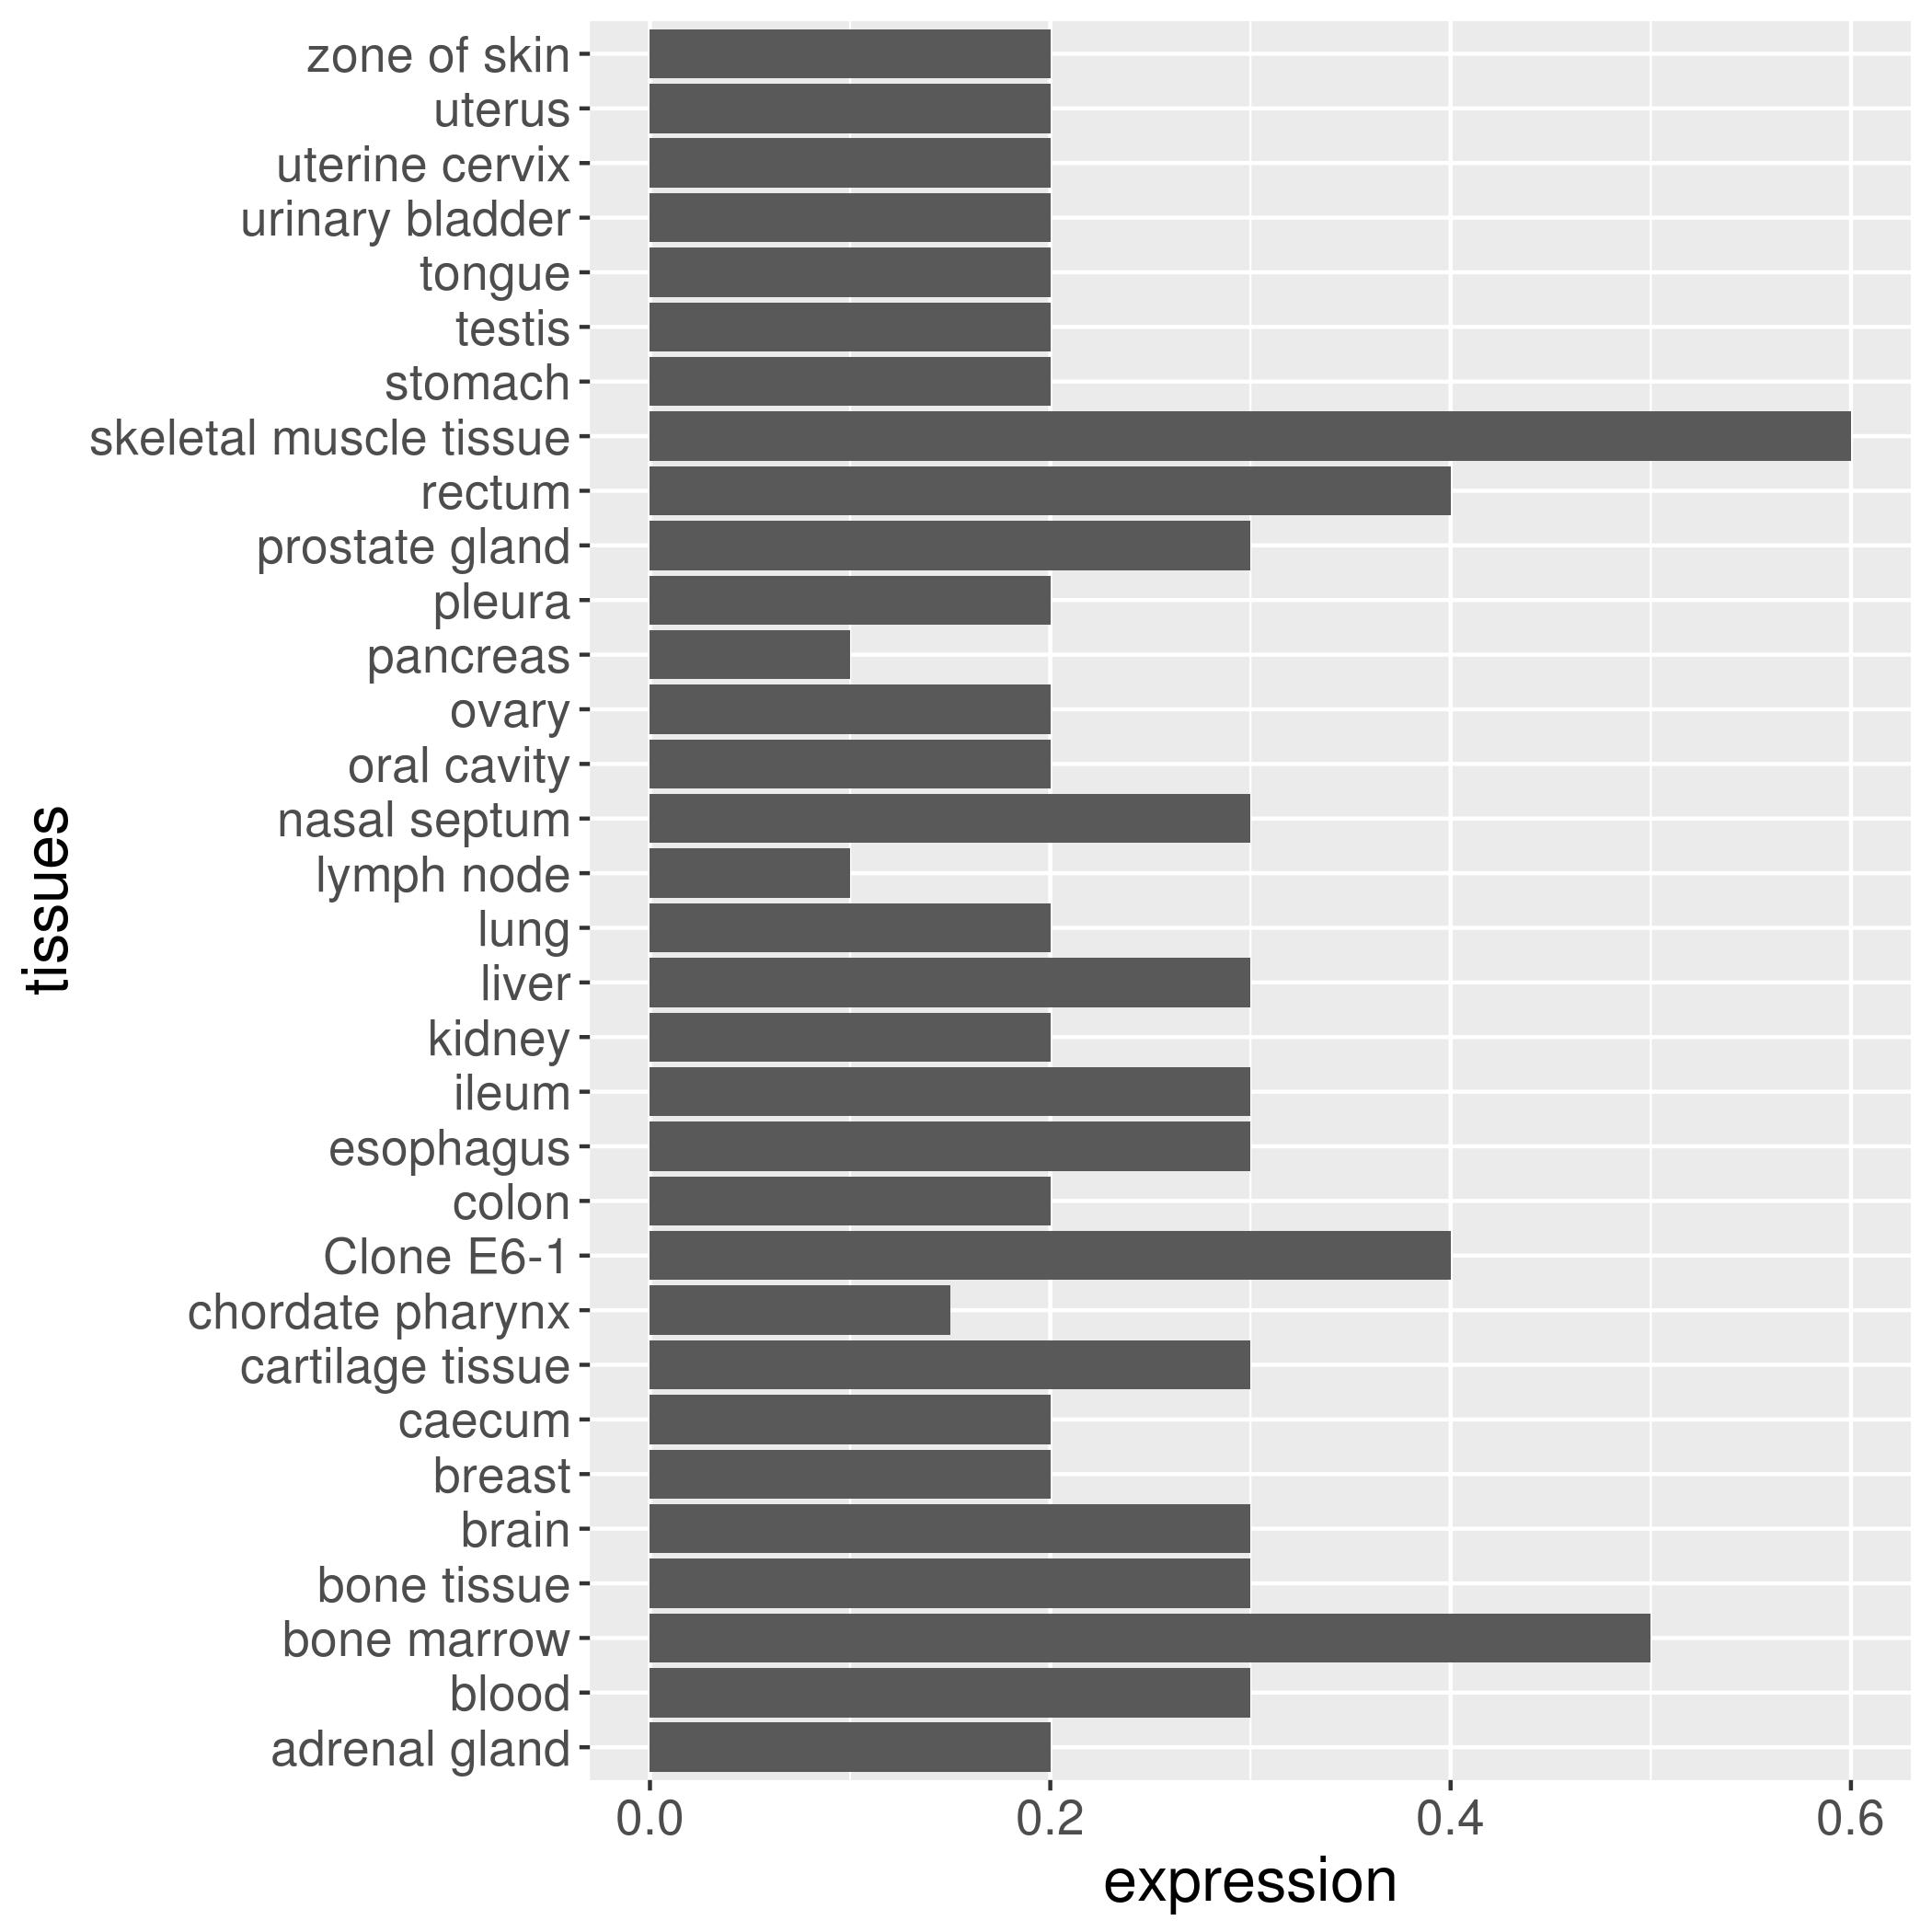 zone of skin
uterus
uterine cervix
urinary bladder
tongue
testis
stomach
skeletal muscle tissue
rectum
prostate gland
pleura
pancreas
ovary
oral cavity
nasal septum
lymph node
lung
liver
kidney
ileum
esophagus
colon
Clone E6-1
chordate pharynx
cartilage tissue
caecum
breast
brain
bone tissue
bone marrow
blood
adrenal gland
tissues
0.0 0.2 0.4 0.6
expression